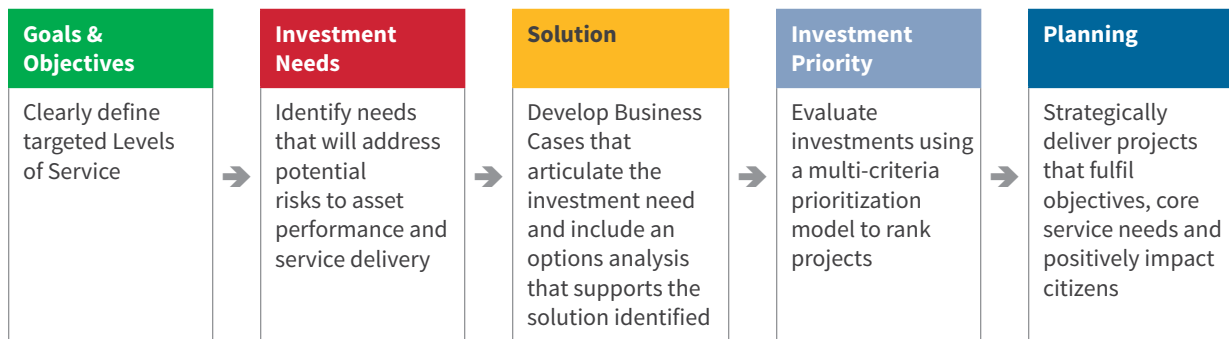 Goals &
Objectives
Clearly define
targeted Levels
of Service
Investment
Needs
Identify needs
that will address
potential
risks to asset
performance and
service delivery
Solution
Develop Business
Cases that
articulate the
investment need
and include an
options analysis
that supports the
solution identified
Investment
Priority
Evaluate
investments using
a multi-criteria
prioritization
model to rank
projects
Planning
Strategically
deliver projects
that fulfil
objectives, core
service needs and
positively impact
citizens